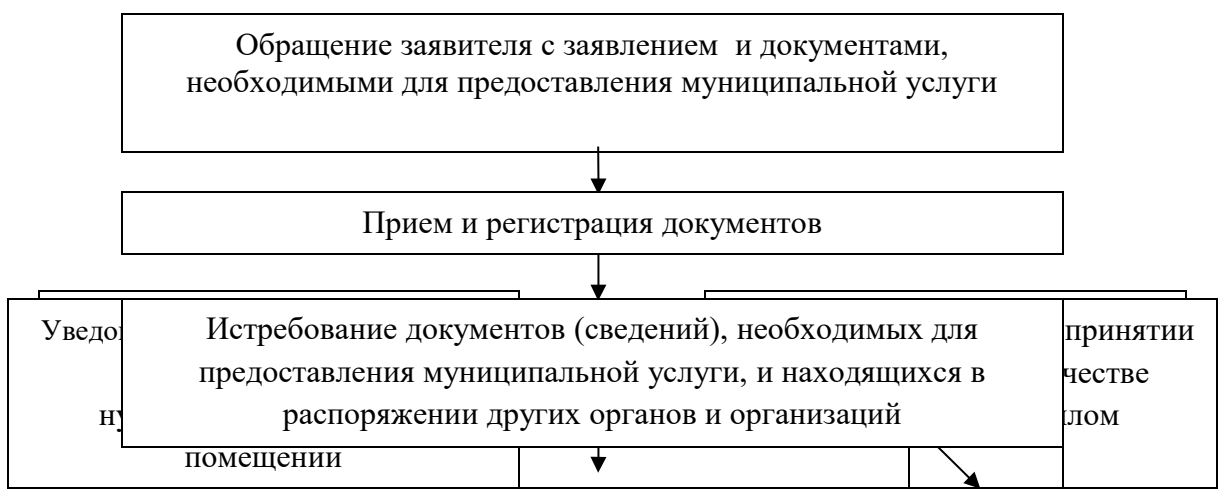 Обращение заявителя с заявлением и документами,
необходимыми для предоставления муниципальной услуги
Прием и регистрация документов
Истребование документов (сведений), необходимых для
предоставления муниципальной услуги, и находящихся в
распоряжении других органов и организаций
помещении
принятии